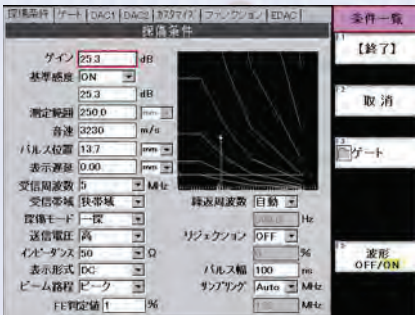 探傷条件 ゲート DAC1 DAC2 カスタマイズ ファンクション EDAC
条件一覧
探傷条件
ゲイン 25.3 dB
基準感度 ON
25.3 dB
測定範囲 250.0 mm
音速 3230 m/s
パルス位置 13.7 mm
表示遅延 0.00 mm
受信周波数 5 MHz
受信帯域 狭帯域
探傷モード 一探
送信電圧 高
インピーダンス 50 Ω
表示形式 DC
ビーム路程 ピーク
FE判定値 1 %
繰返周波数 自動
Hz
リジェクション OFF
%
パルス幅 100 ns
サンプリング Auto MHz
MHz
【終了】
取消
ゲート
波形
OFF/ON